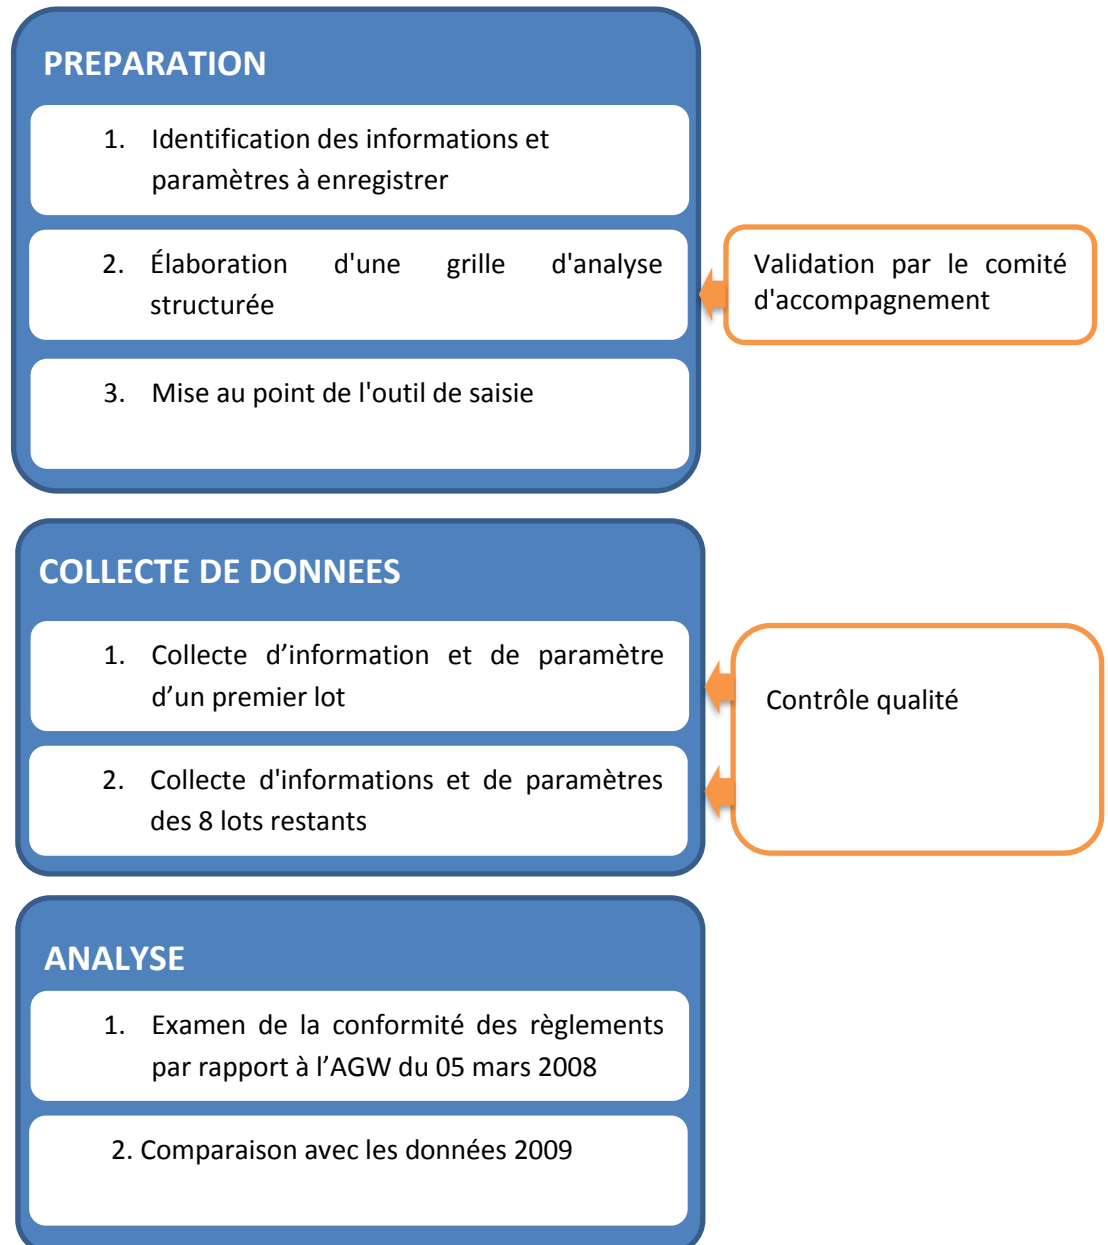 PREPARATION
1. Identification des informations et
paramètres à enregistrer
2. Élaboration d'une grille d'analyse
structurée
Validation par le comité
d'accompagnement
3. Mise au point de l'outil de saisie
COLLECTE DE DONNEES
1. Collecte d’information et de paramètre
d’un premier lot
Contrôle qualité
2. Collecte d'informations et de paramètres
des 8 lots restants
ANALYSE
1. Examen de la conformité des règlements
par rapport à l’AGW du 05 mars 2008
2. Comparaison avec les données 2009